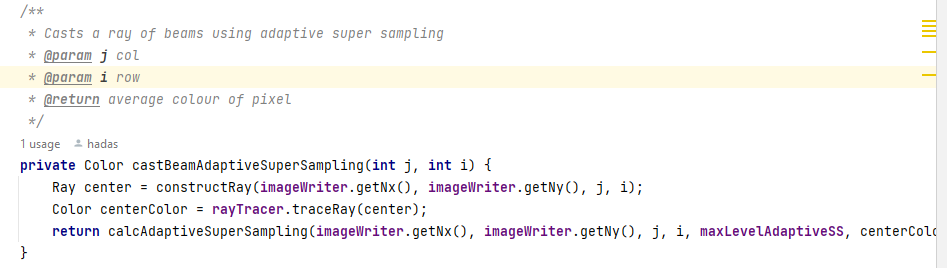 /**
 * Casts a ray of beams using adaptive super sampling
 * @param j col
 * @param i row
 * @return average colour of pixel
 */
1 usage hadas
private Color castBeamAdaptiveSuperSampling(int j, int i) {
    Ray center = constructRay(imageWriter.getNx(), imageWriter.getNy(), j, i);
    Color centerColor = rayTracer.traceRay(center);
    return calcAdaptiveSuperSampling(imageWriter.getNx(), imageWriter.getNy(), j, i, maxLevelAdaptiveSS, centerColo
}